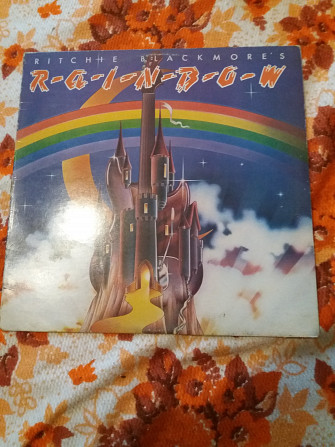 RITCHIE BLACKMORE'S
R-A-I-N-B-O-W